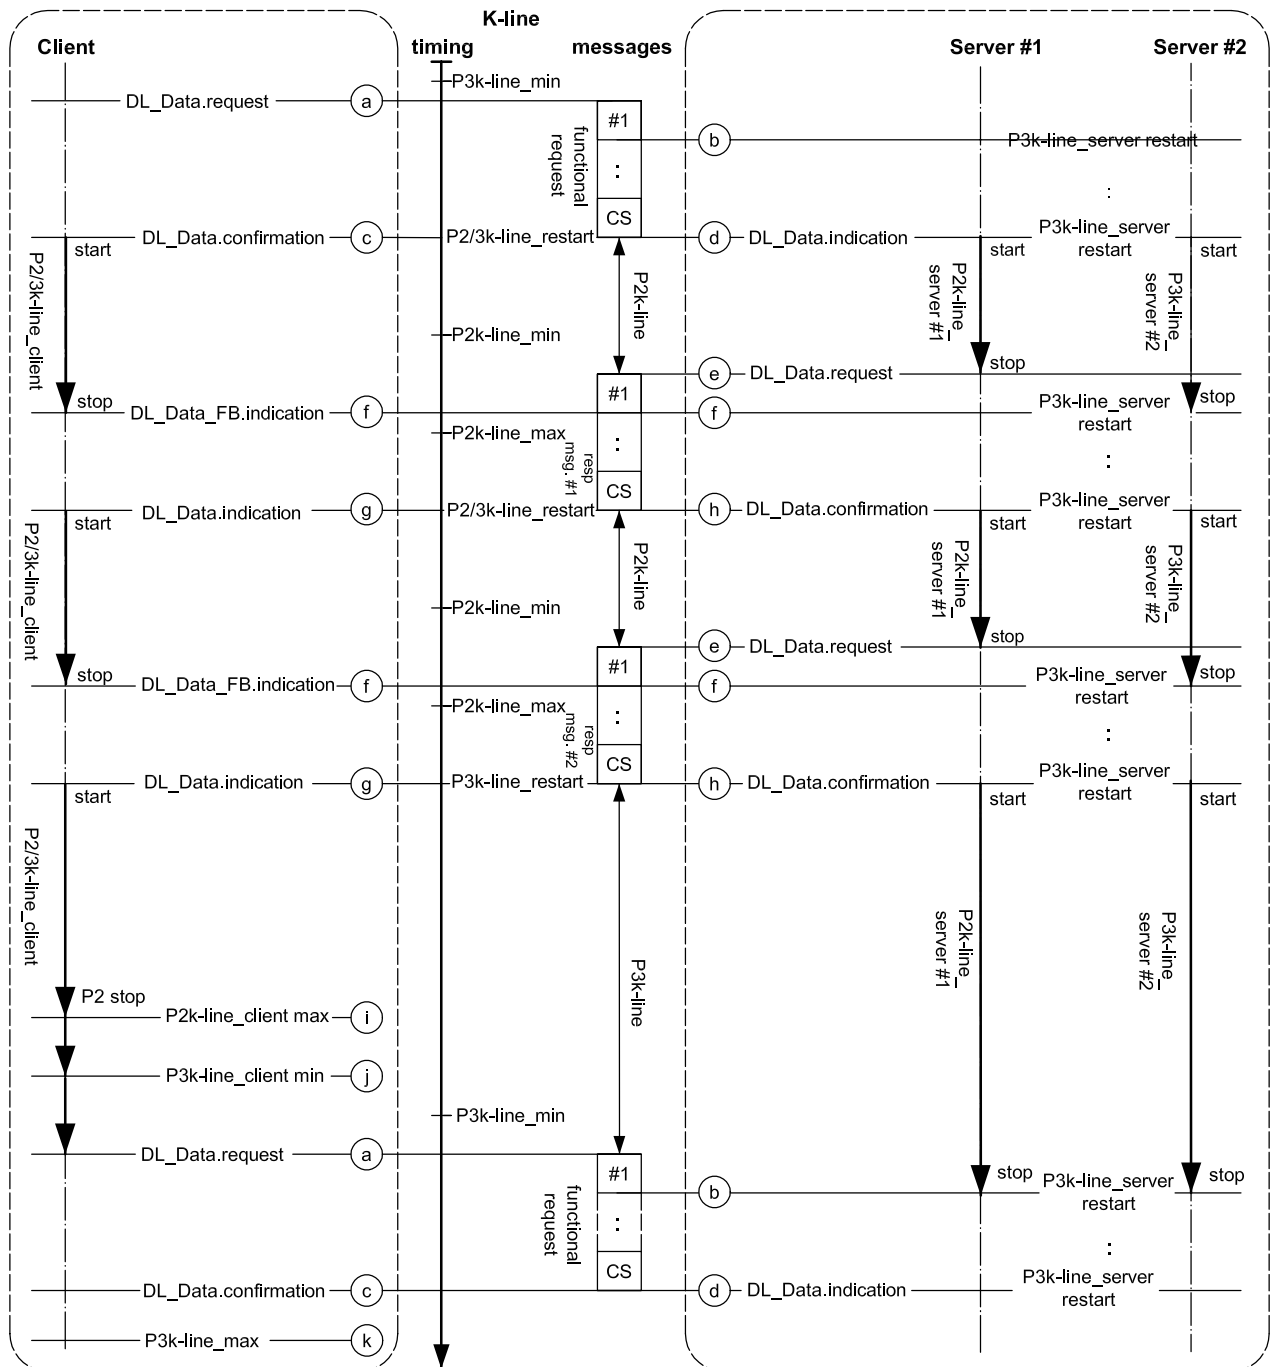 K-line
Client
timing
messages
Server #1
Server #2
P3k-line_min
DL_Data.request
a
#1
functional
request
b
P3k-line_server restart
:
:
CS
start
DL_Data.confirmation
c
P2/3k-line_restart
d
DL_Data.indication
start
P3k-line_server
restart
start
P2/3k-line_client
P2k-line
P2k-line_
server #1
P3k-line_
server #2
P2k-line_min
e
DL_Data.request
stop
#1
stop
DL_Data_FB.indication
f
f
P3k-line_server
restart
stop
P2k-line_max
resp
msg. #1
:
:
CS
start
DL_Data.indication
g
P2/3k-line_restart
h
DL_Data.confirmation
start
P3k-line_server
restart
start
P2/3k-line_client
P2k-line
P2k-line_
server #1
P3k-line_
server #2
P2k-line_min
e
DL_Data.request
stop
#1
stop
DL_Data_FB.indication
f
f
P3k-line_server
restart
stop
P2k-line_max
resp
msg. #2
:
:
CS
start
DL_Data.indication
g
P3k-line_restart
h
DL_Data.confirmation
start
P3k-line_server
restart
start
P2/3k-line_client
P3k-line
P2k-line_
server #1
P3k-line_
server #2
P2 stop
P2k-line_client max
i
P3k-line_client min
j
P3k-line_min
DL_Data.request
a
#1
functional
request
b
stop
P3k-line_server
restart
stop
:
:
CS
DL_Data.confirmation
c
d
DL_Data.indication
P3k-line_server
restart
P3k-line_max
k